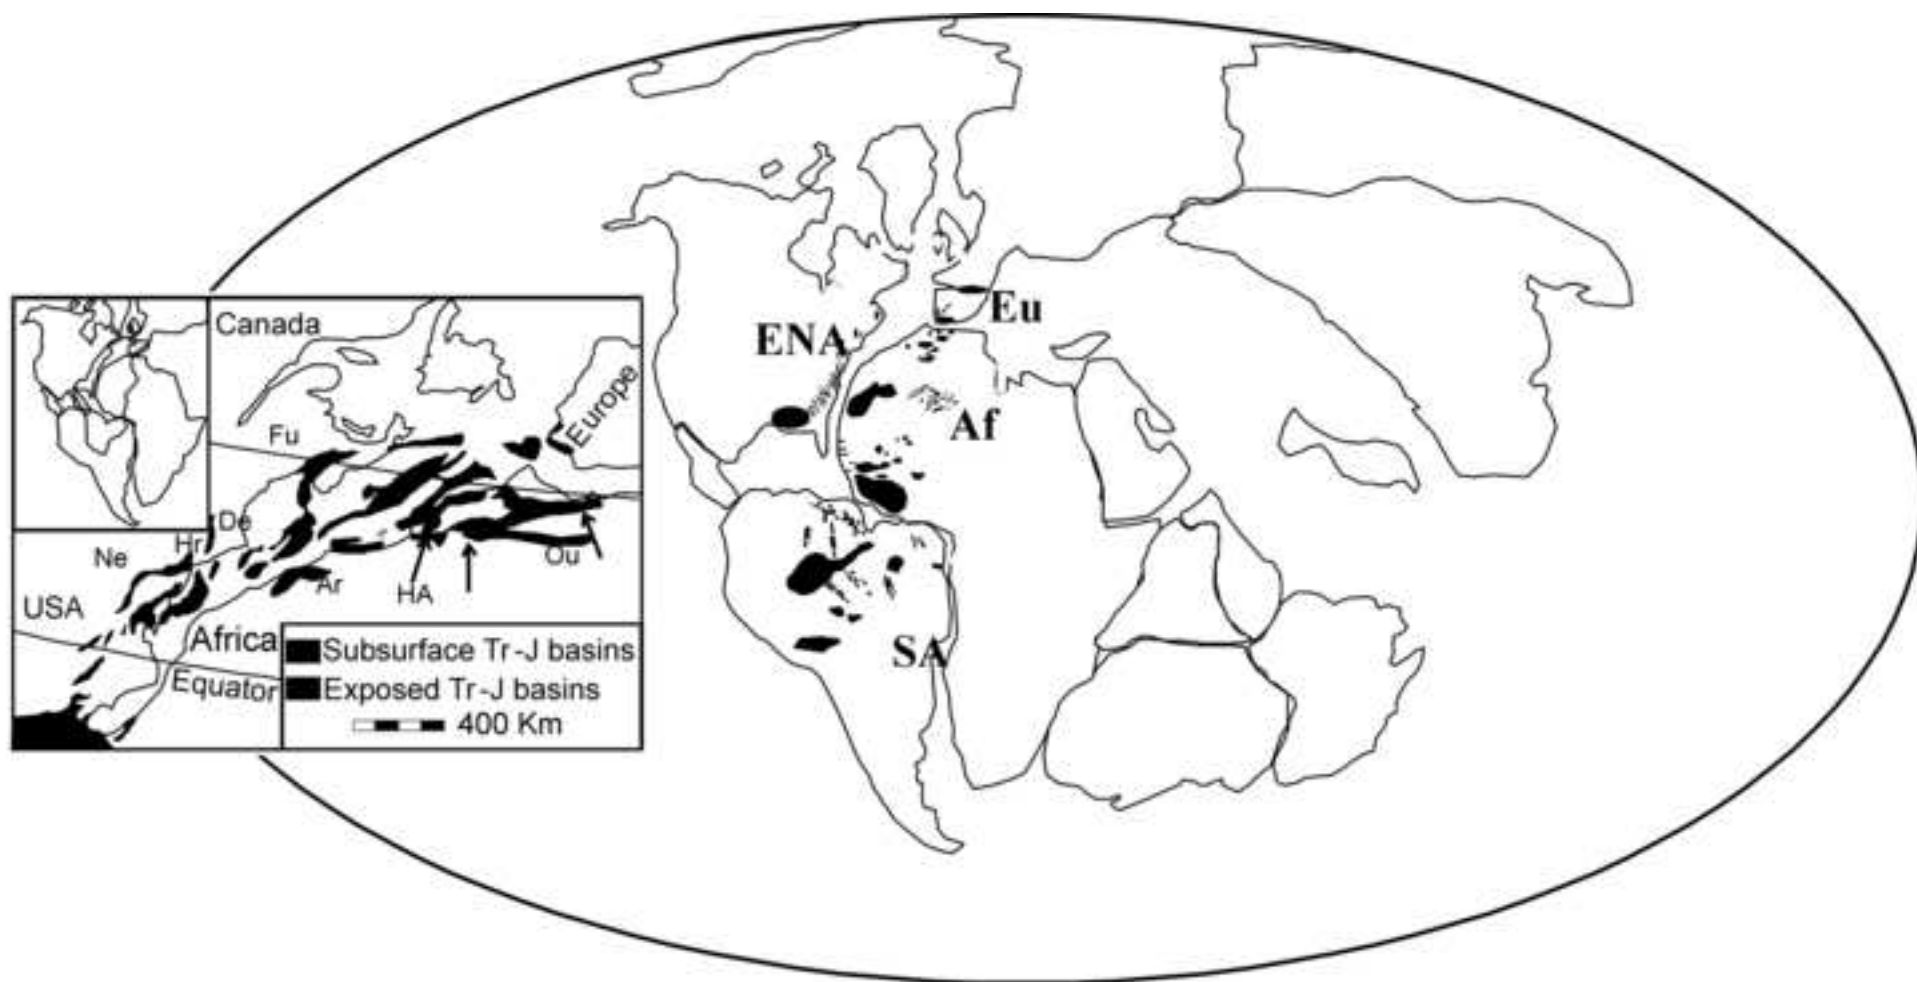 Canada
Fu
Europe
De
Ne
Hr
Ou
USA
Ar
HA
Africa
Equator
Subsurface Tr-J basins
Exposed Tr-J basins
400 Km
ENA
Eu
Af
SA